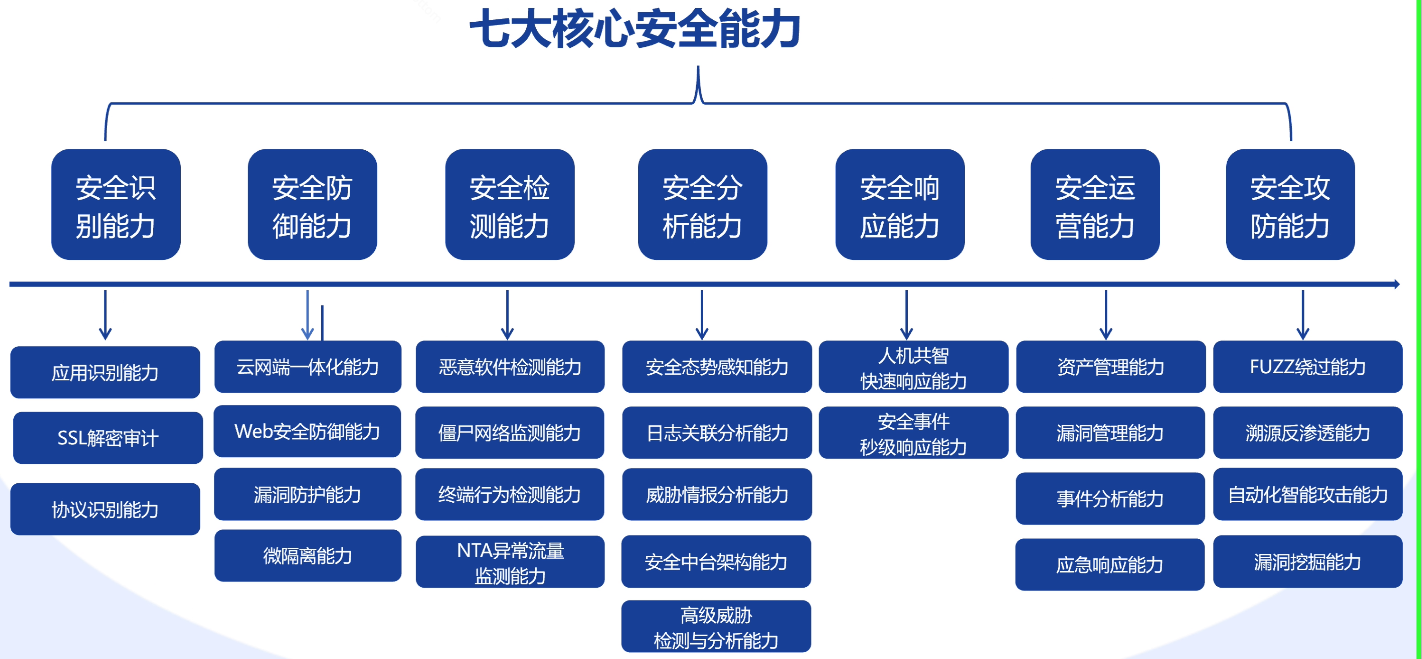 七大核心安全能力
安全识
别能力
安全防
御能力
安全检
测能力
安全分
析能力
安全响
应能力
安全运
营能力
安全攻
防能力
应用识别能力
SSL解密审计
协议识别能力
云网端一体化能力
Web安全防御能力
漏洞防护能力
微隔离能力
恶意软件检测能力
僵尸网络监测能力
终端行为检测能力
NTA异常流量
监测能力
安全态势感知能力
日志关联分析能力
威胁情报分析能力
安全中台架构能力
高级威胁
检测与分析能力
人机共智
快速响应能力
安全事件
秒级响应能力
资产管理能力
漏洞管理能力
事件分析能力
应急响应能力
FUZZ绕过能力
溯源反渗透能力
自动化智能攻击能力
漏洞挖掘能力